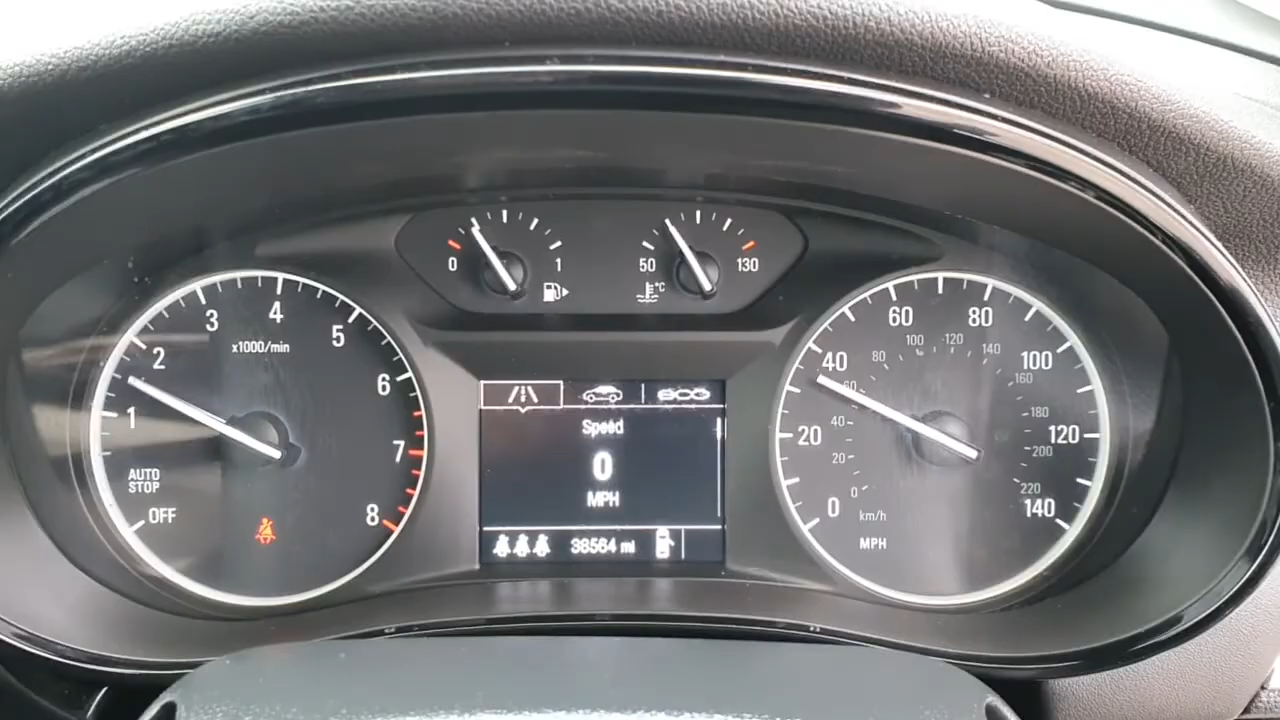 0 1
50 130
°C
OFF
AUTO
STOP
1 2 3 4 5 6 7 8
x1000/min
Speed
0
MPH
38564 mi
0 20 40 60 80 100 120 140
0 20 40 60 80 100 120 140 160 180 200 220
km/h
MPH